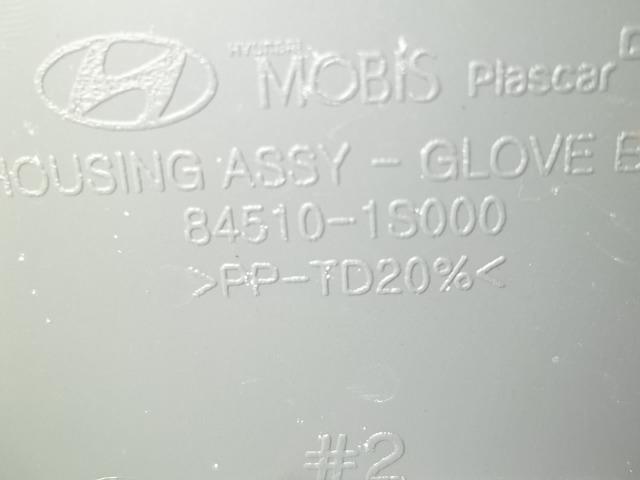 HYUNDAI MOBIS Plascar
HOUSING ASSY - GLOVE
84510-1S000
>PP-TD20%<
#2